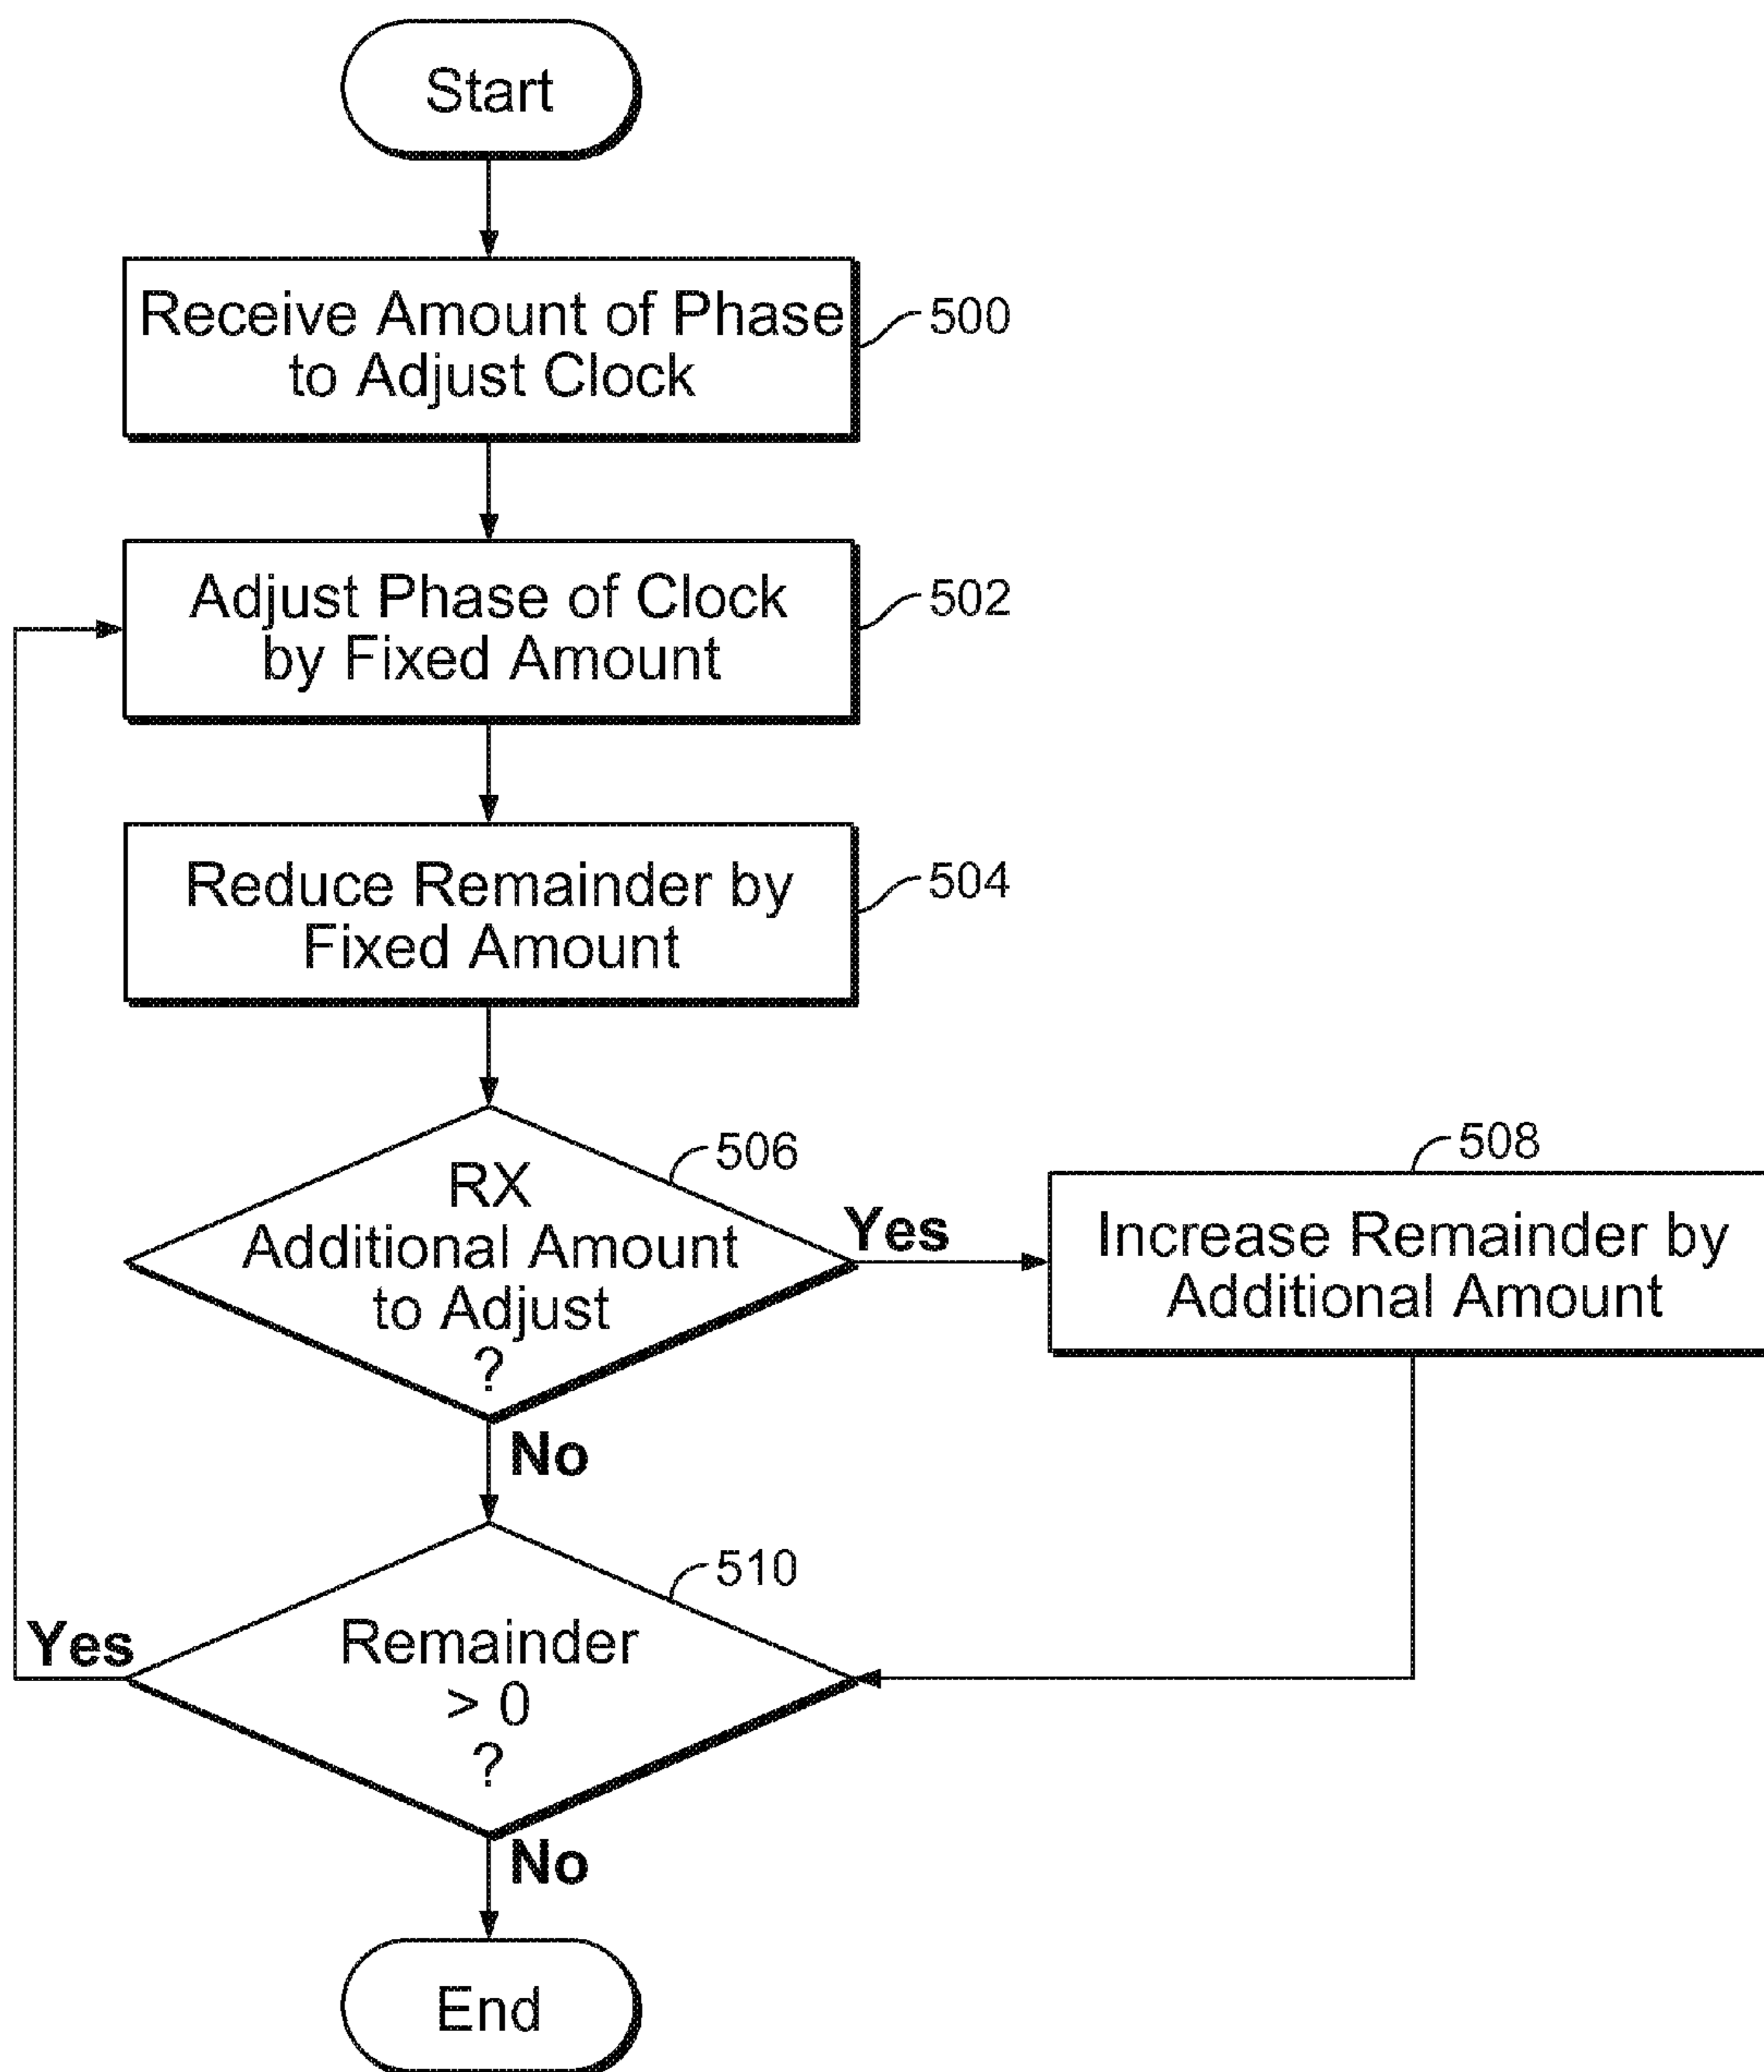 Start
Receive Amount of Phase
to Adjust Clock
500
Adjust Phase of Clock
by Fixed Amount
502
Reduce Remainder by
Fixed Amount
504
RX
Additional Amount
to Adjust
?
506
Yes
508
Increase Remainder by
Additional Amount
No
Remainder
> 0
?
510
Yes
No
End